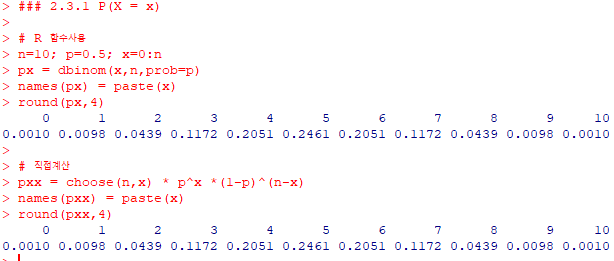 > ### 2.3.1 P(X = x)
>
> # R 함수사용
> n=10; p=0.5; x=0:n
> px = dbinom(x,n,prob=p)
> names(px) = paste(x)
> round(px,4)
0 1 2 3 4 5 6 7 8 9 10
0.0010 0.0098 0.0439 0.1172 0.2051 0.2461 0.2051 0.1172 0.0439 0.0098 0.0010
>
> # 직접계산
> pxx = choose(n,x) * p^x *(1-p)^(n-x)
> names(pxx) = paste(x)
> round(pxx,4)
0 1 2 3 4 5 6 7 8 9 10
0.0010 0.0098 0.0439 0.1172 0.2051 0.2461 0.2051 0.1172 0.0439 0.0098 0.0010
>